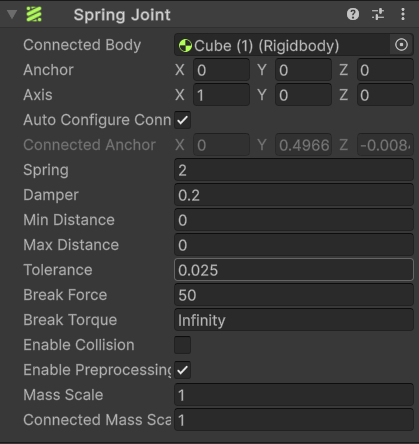 Spring Joint
Connected Body Cube (1) (Rigidbody)
Anchor X 0 Y 0 Z 0
Axis X 1 Y 0 Z 0
Auto Configure Conn
Connected Anchor X 0 Y 0.4966 Z -0.008
Spring 2
Damper 0.2
Min Distance 0
Max Distance 0
Tolerance 0.025
Break Force 50
Break Torque Infinity
Enable Collision
Enable Preprocessing
Mass Scale 1
Connected Mass Sca 1